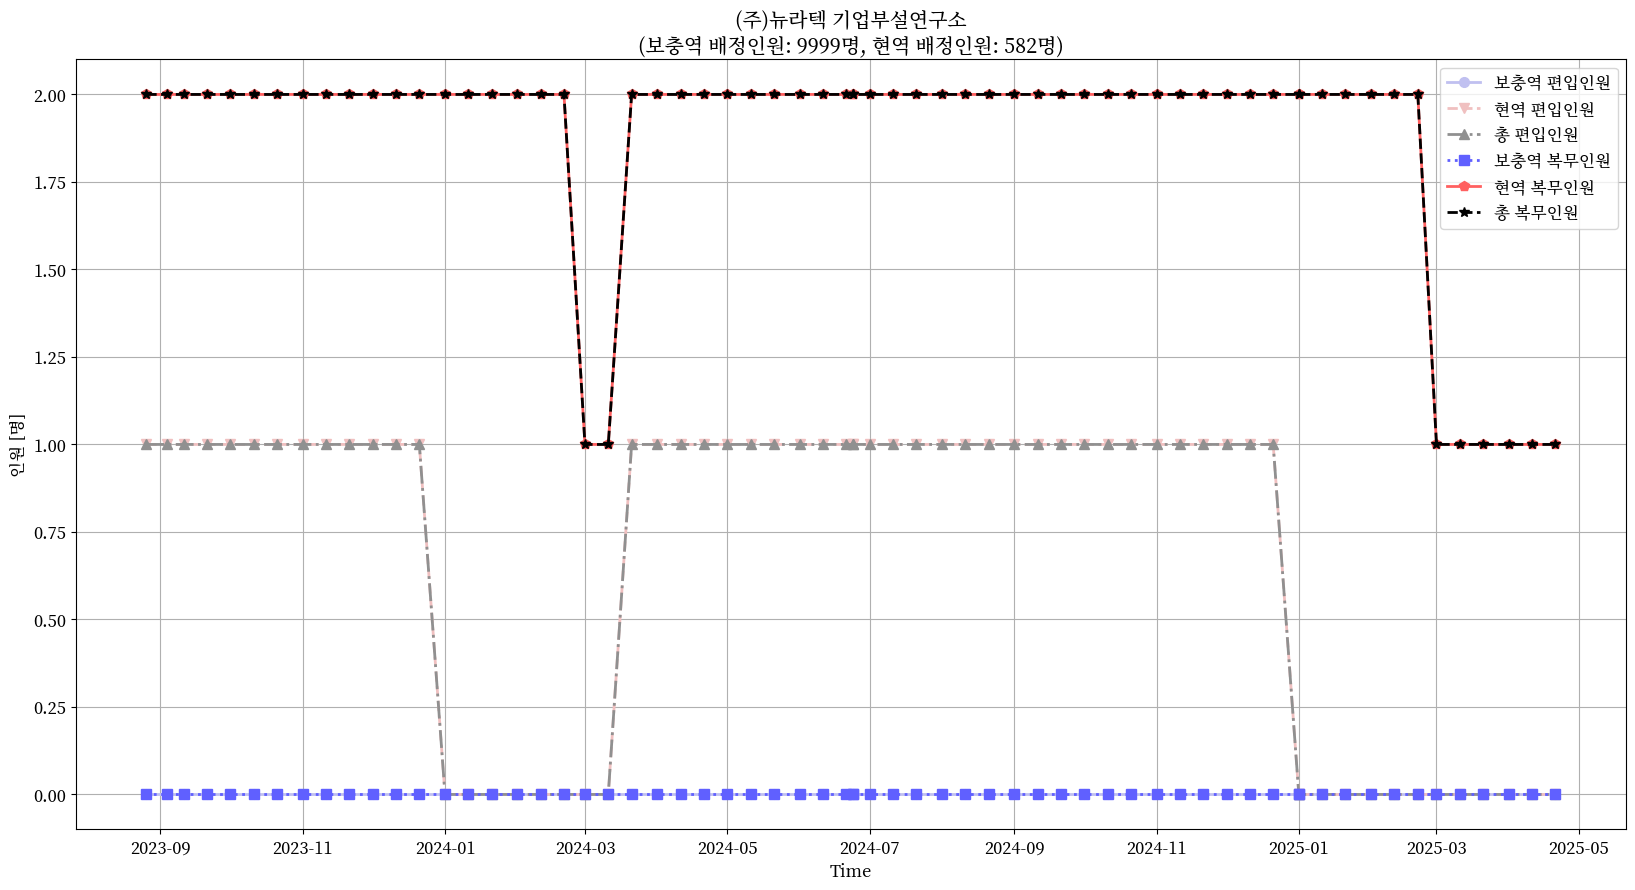 (주)뉴라텍 기업부설연구소
(보충역 배정인원: 9999명, 현역 배정인원: 582명)
보충역 편입인원
현역 편입인원
총 편입인원
보충역 복무인원
현역 복무인원
총 복무인원
인원 [명]
2.00
1.75
1.50
1.25
1.00
0.75
0.50
0.25
0.00
2023-09 2023-11 2024-01 2024-03 2024-05 2024-07 2024-09 2024-11 2025-01 2025-03 2025-05
Time